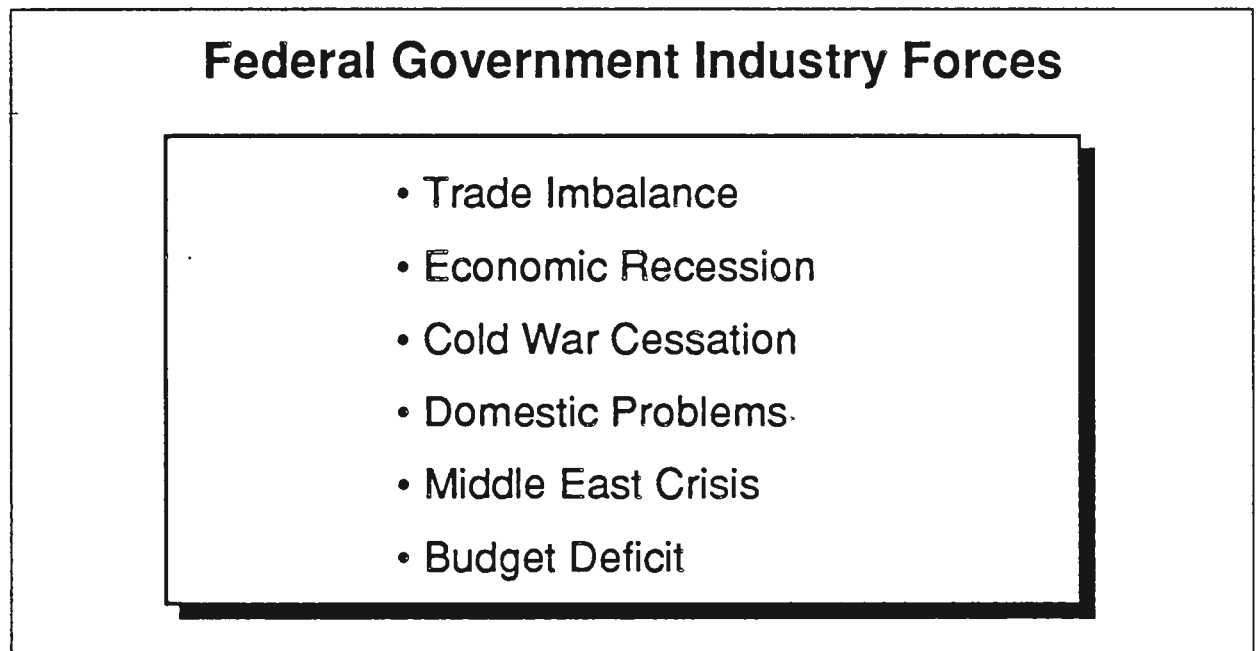 Federal Government Industry Forces
• Trade Imbalance
• Economic Recession
• Cold War Cessation
• Domestic Problems
• Middle East Crisis
• Budget Deficit